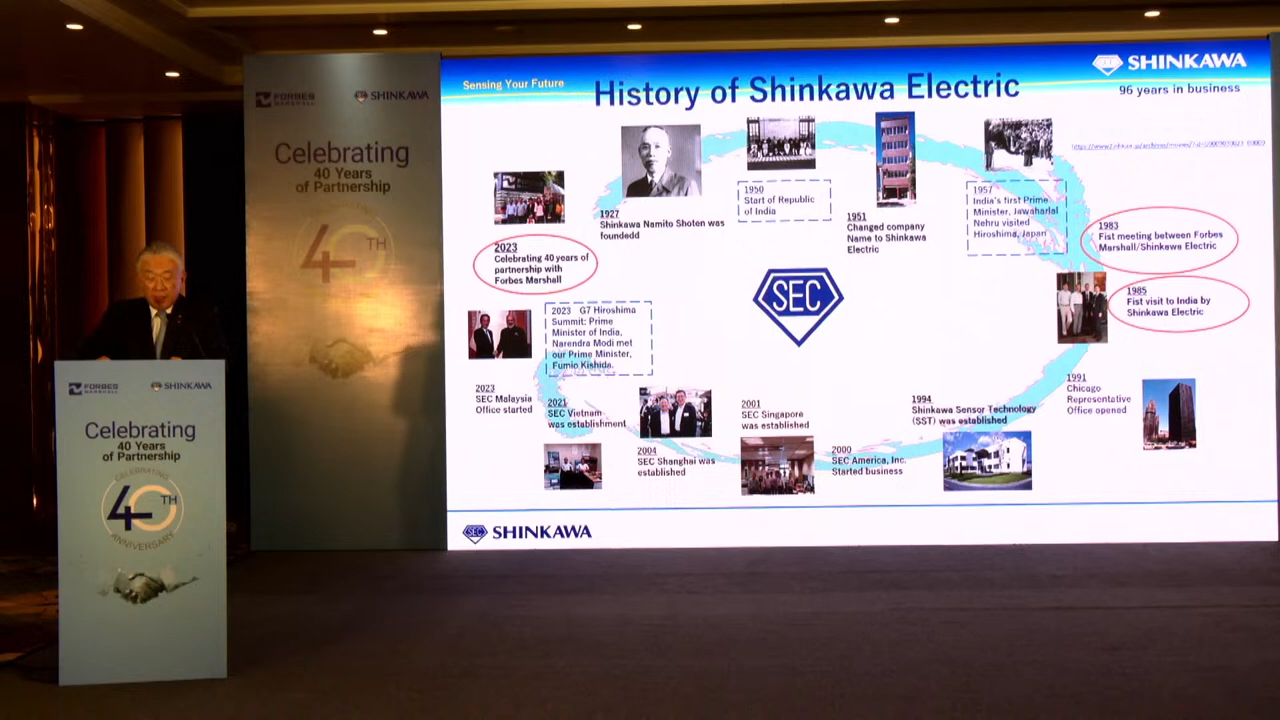 FORBES
MARSHALL
SHINKAWA
Celebrating
40 Years
of Partnership
40TH
FORBES
MARSHALL
SHINKAWA
Celebrating
40 Years
of Partnership
CELEBRATING
40TH
ANNIVERSARY
Sensing Your Future
History of Shinkawa Electric
SEC SHINKAWA
96 years in business
1927
Shinkawa Namito Shoten was
foundedd
1950
Start of Republic
of India
1951
Changed company
Name to Shinkawa
Electric
1957
India's first Prime
Minister, Jawaharlal
Nehru visited
Hiroshima, Japan
1983
Fist meeting between Forbes
Marshall/Shinkawa Electric
1985
Fist visit to India by
Shinkawa Electric
1991
Chicago
Representative
Office opened
1994
Shinkawa Sensor Technology
(SST) was established
2000
SEC America, Inc.
Started business
2001
SEC Singapore
was established
2004
SEC Shanghai was
established
2021
SEC Vietnam
was establishment
2023
SEC Malaysia
Office started
2023 G7 Hiroshima
Summit: Prime
Minister of India,
Narendra Modi met
our Prime Minister,
Fumio Kishida.
2023
Celebrating 40 years of
partnership with
Forbes Marshall
SEC
SEC SHINKAWA